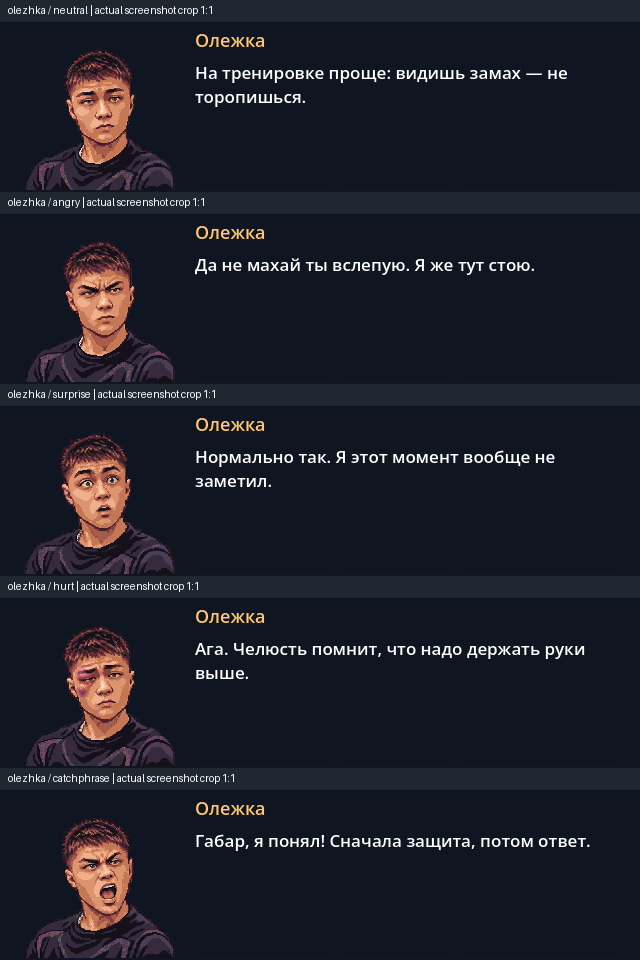 olezhka / neutral | actual screenshot crop 1:1
Олежка
На тренировке проще: видишь замах — не
торопишься.
olezhka / angry | actual screenshot crop 1:1
Олежка
Да не махай ты вслепую. Я же тут стою.
olezhka / surprise | actual screenshot crop 1:1
Олежка
Нормально так. Я этот момент вообще не
заметил.
olezhka / hurt | actual screenshot crop 1:1
Олежка
Ага. Челюсть помнит, что надо держать руки
выше.
olezhka / catchphrase | actual screenshot crop 1:1
Олежка
Габар, я понял! Сначала защита, потом ответ.